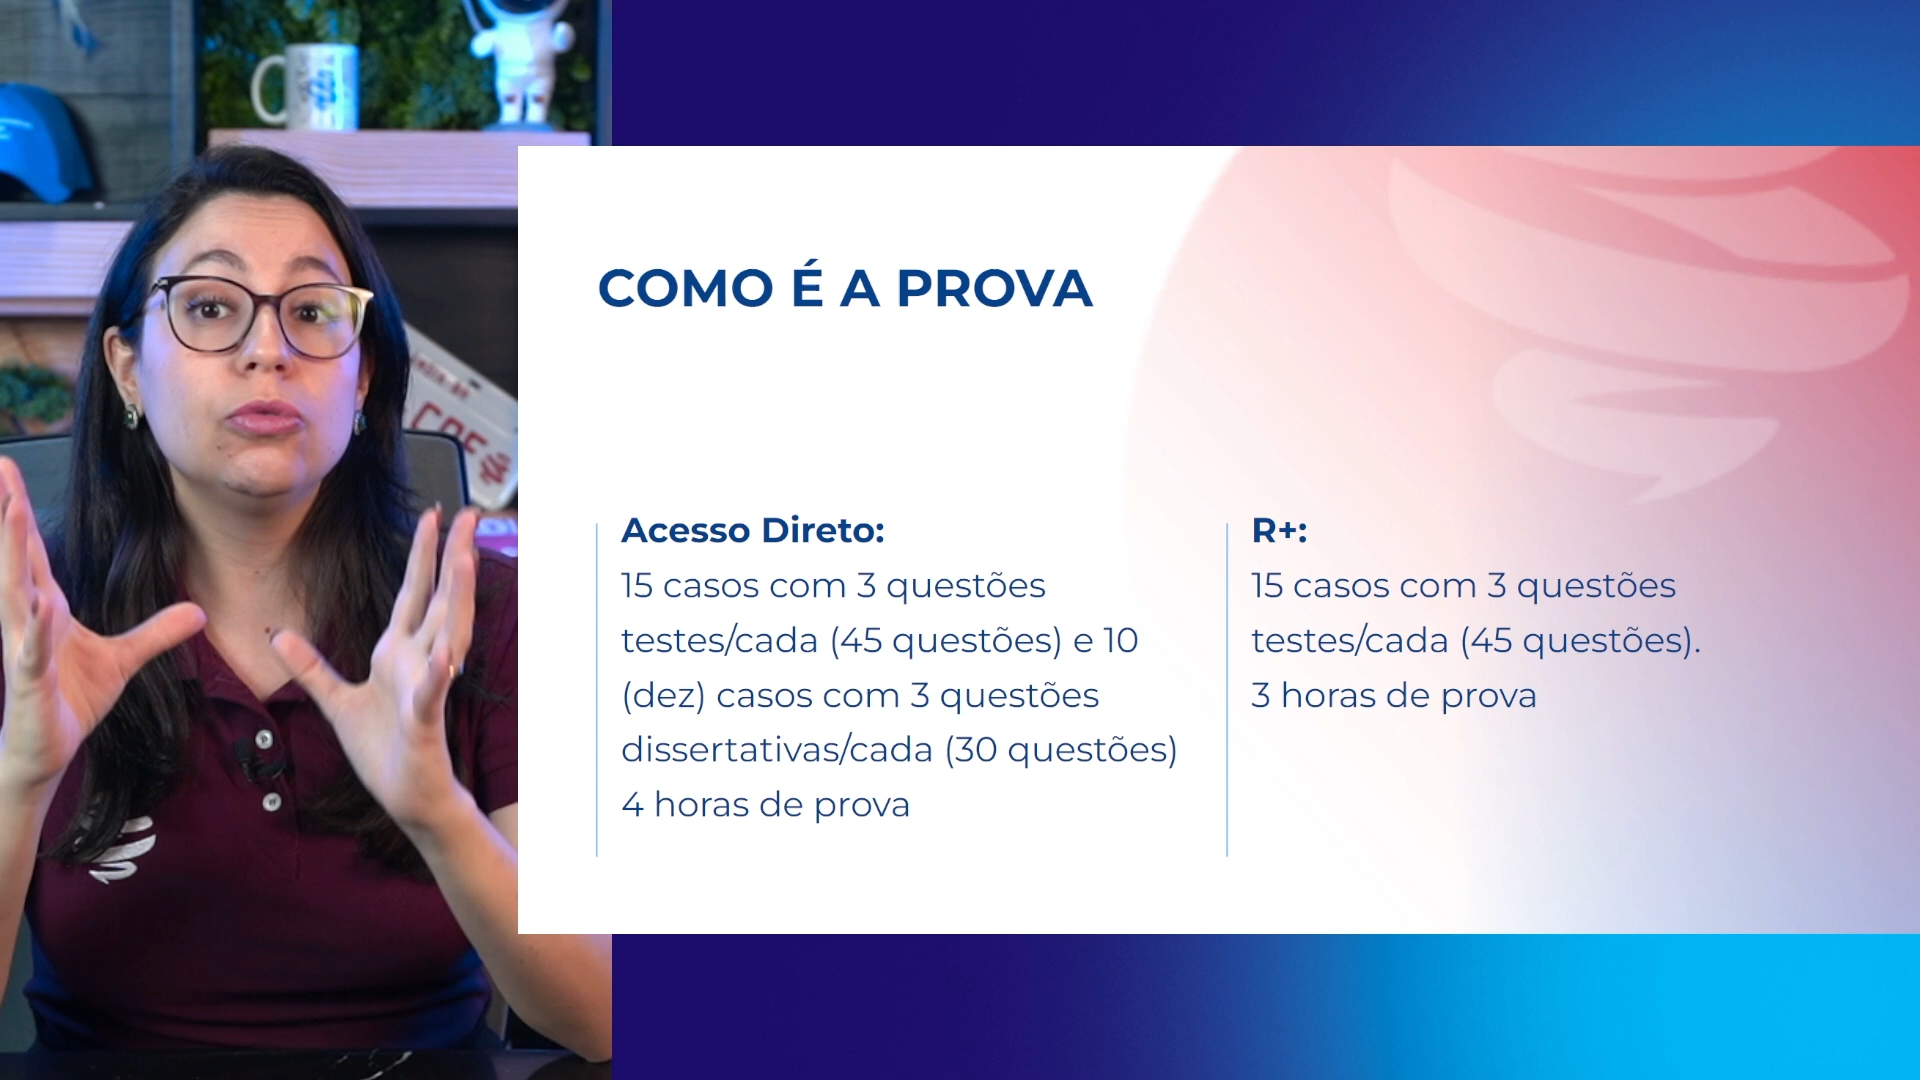 COMO É A PROVA
Acesso Direto:
15 casos com 3 questões
testes/cada (45 questões) e 10
(dez) casos com 3 questões
dissertativas/cada (30 questões)
4 horas de prova
R+:
15 casos com 3 questões
testes/cada (45 questões).
3 horas de prova